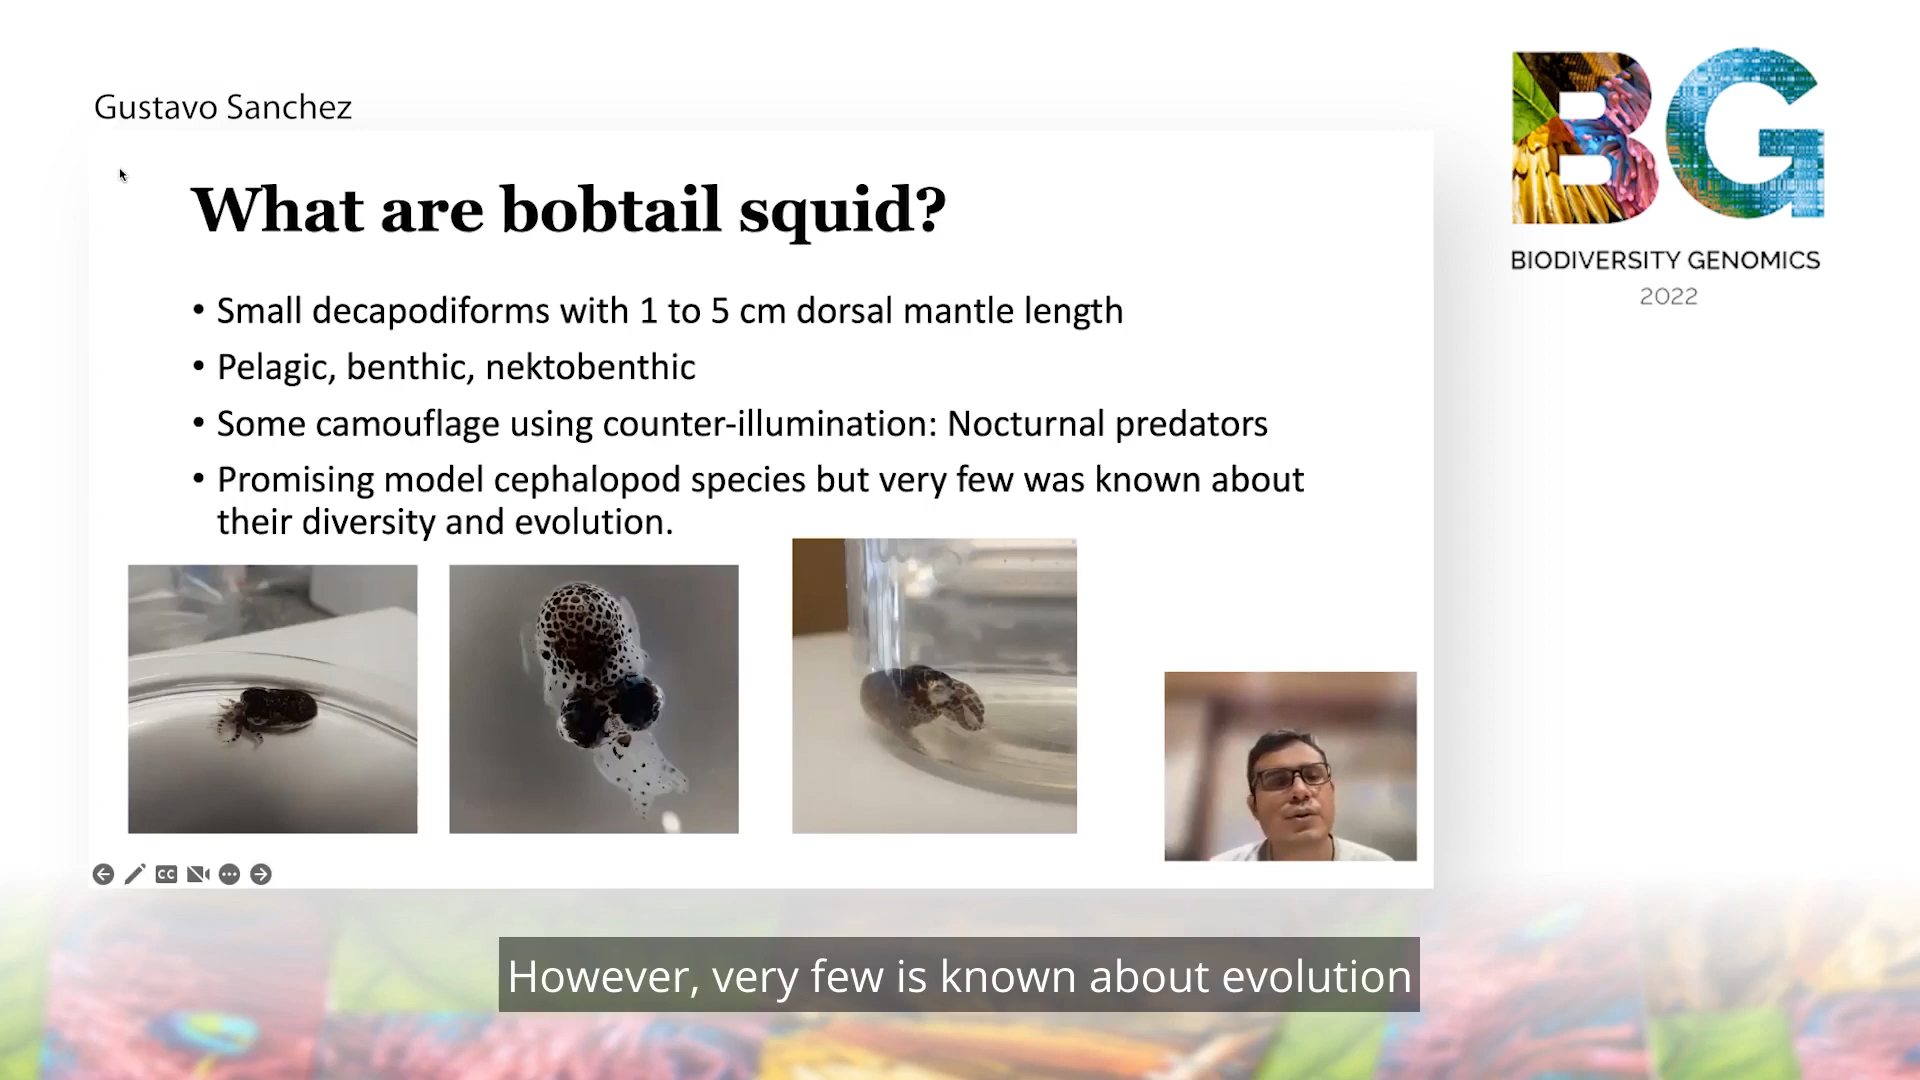 Gustavo Sanchez
What are bobtail squid?
• Small decapodiforms with 1 to 5 cm dorsal mantle length
• Pelagic, benthic, nektobenthic
• Some camouflage using counter-illumination: Nocturnal predators
• Promising model cephalopod species but very few was known about
their diversity and evolution.
BG
BIODIVERSITY GENOMICS
2022
CC
However, very few is known about evolution